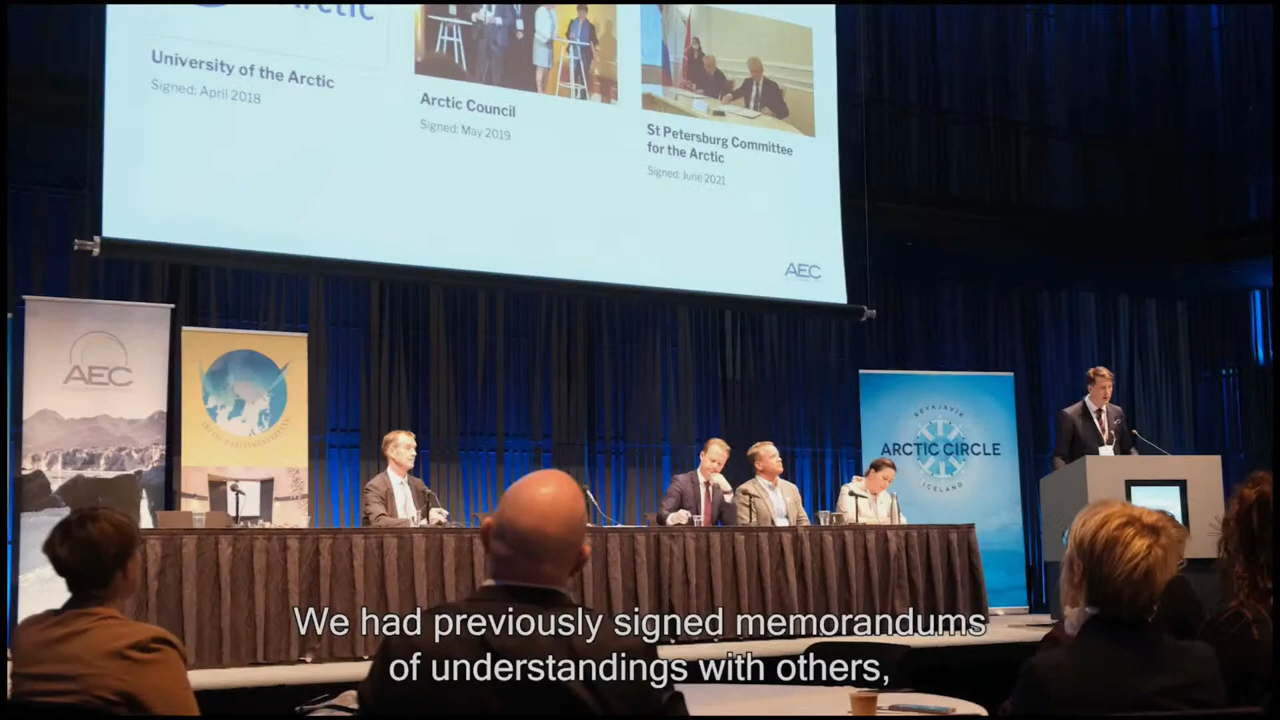 Arctic
University of the Arctic
Signed: April 2018
Arctic Council
Signed: May 2019
St Petersburg Committee
for the Arctic
Signed: June 2021
AEC
AEC
REYKJAVIK
ARCTIC CIRCLE
ICELAND
We had previously signed memorandums
of understandings with others,